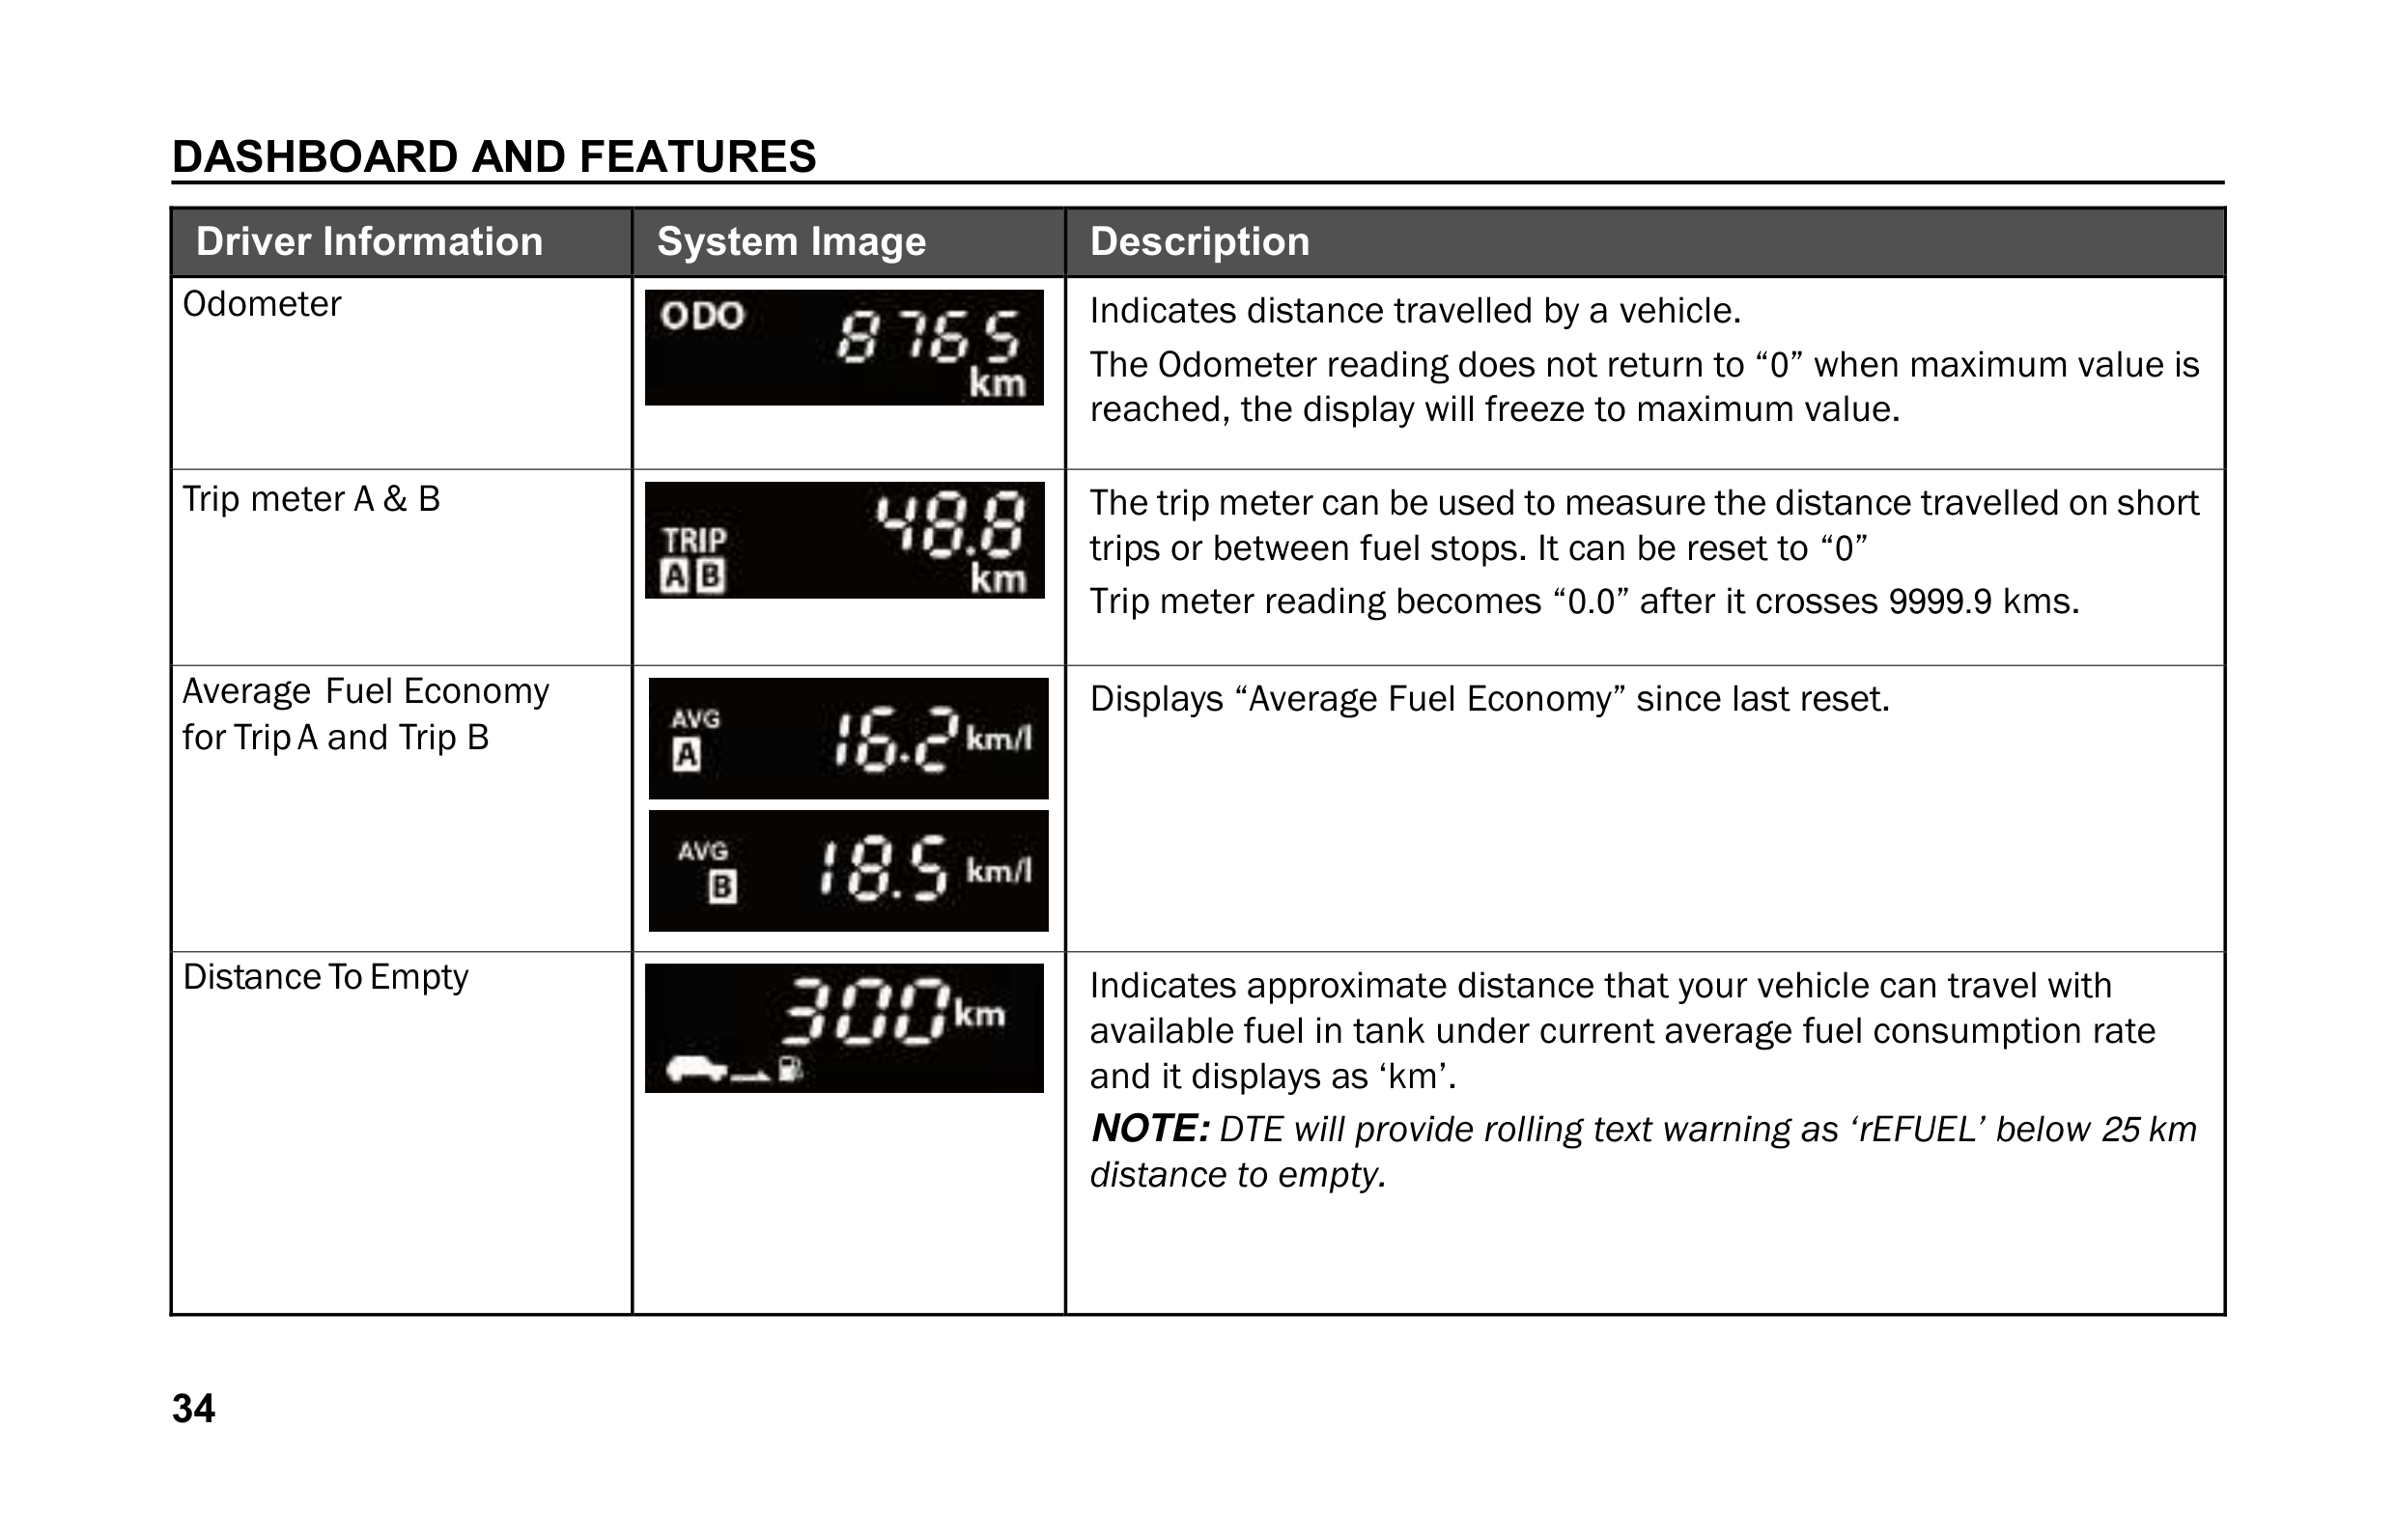 DASHBOARD AND FEATURES
Driver Information
System Image
Description
Odometer
ODO
8765
km
Indicates distance travelled by a vehicle.
The Odometer reading does not return to “0” when maximum value is
reached, the display will freeze to maximum value.
Trip meter A & B
48.8
TRIP
A B
km
The trip meter can be used to measure the distance travelled on short
trips or between fuel stops. It can be reset to “0”
Trip meter reading becomes “0.0” after it crosses 9999.9 kms.
Average Fuel Economy
for Trip A and Trip B
AVG
A
16.2 km/l
AVG
B
18.5 km/l
Displays “Average Fuel Economy” since last reset.
Distance To Empty
300 km
Indicates approximate distance that your vehicle can travel with
available fuel in tank under current average fuel consumption rate
and it displays as ‘km’.
NOTE: DTE will provide rolling text warning as ‘rEFUEL’ below 25 km
distance to empty.
34